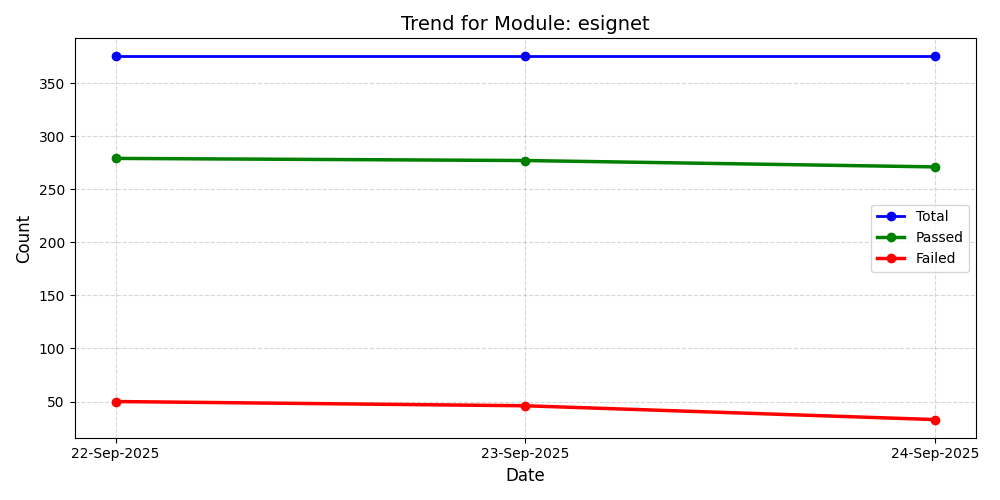 Trend for Module: esignet
Count
350
300
250
200
150
100
50
Total
Passed
Failed
22-Sep-2025
23-Sep-2025
24-Sep-2025
Date